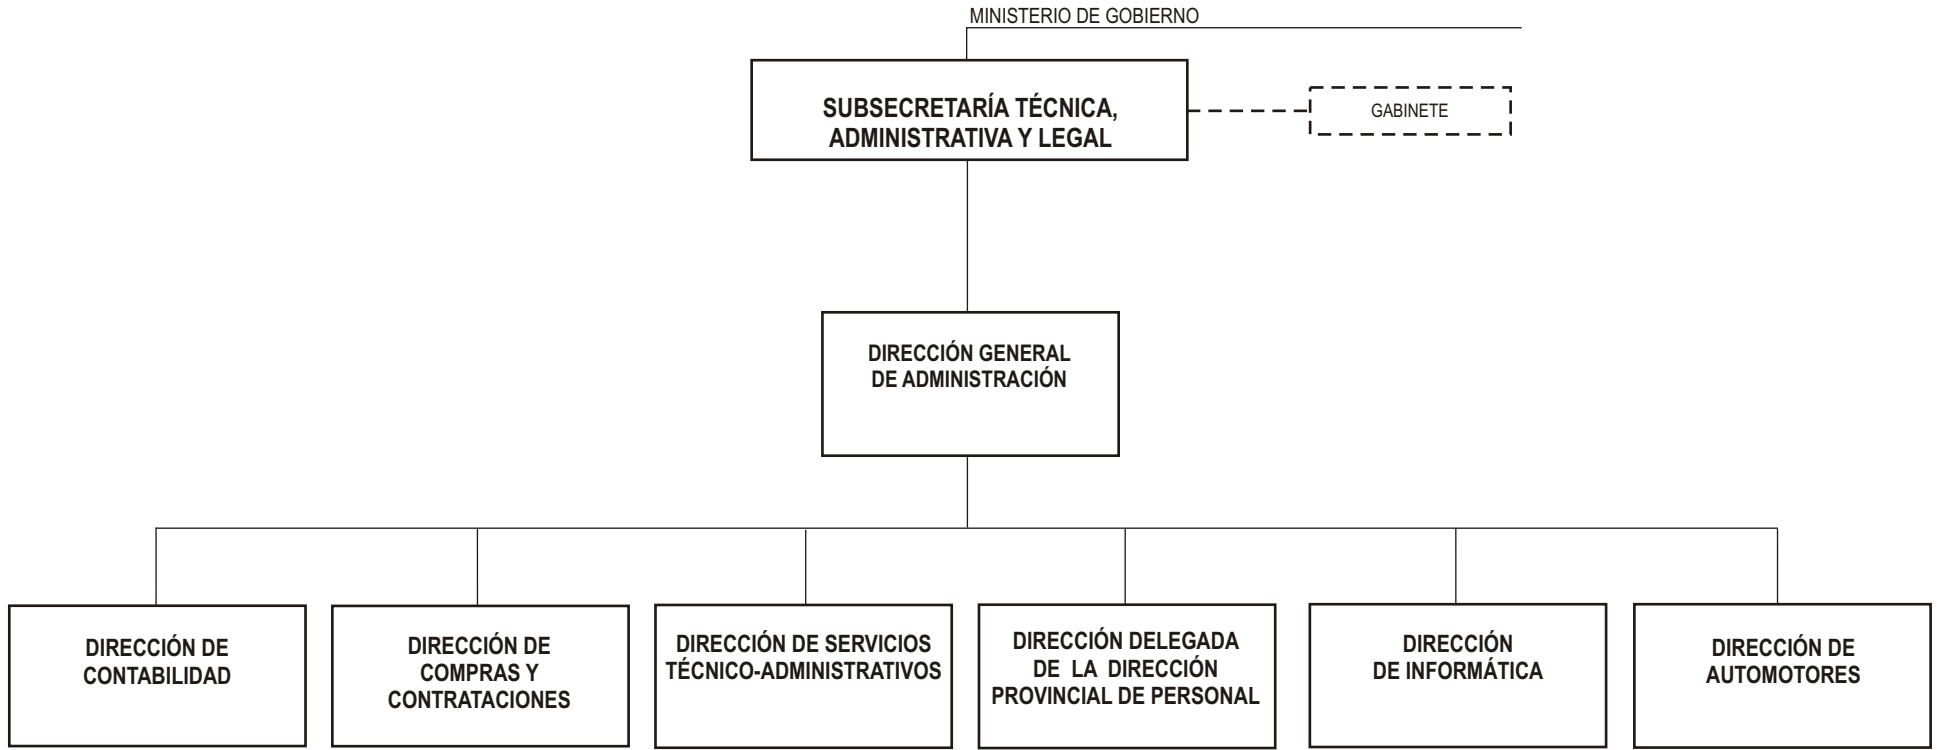 MINISTERIO DE GOBIERNO
SUBSECRETARÍA TÉCNICA,
ADMINISTRATIVA Y LEGAL
GABINETE
DIRECCIÓN GENERAL
DE ADMINISTRACIÓN
DIRECCIÓN DE
CONTABILIDAD
DIRECCIÓN DE
COMPRAS Y
CONTRATACIONES
DIRECCIÓN DE SERVICIOS
TÉCNICO-ADMINISTRATIVOS
DIRECCIÓN DELEGADA
DE LA DIRECCIÓN
PROVINCIAL DE PERSONAL
DIRECCIÓN
DE INFORMÁTICA
DIRECCIÓN DE
AUTOMOTORES